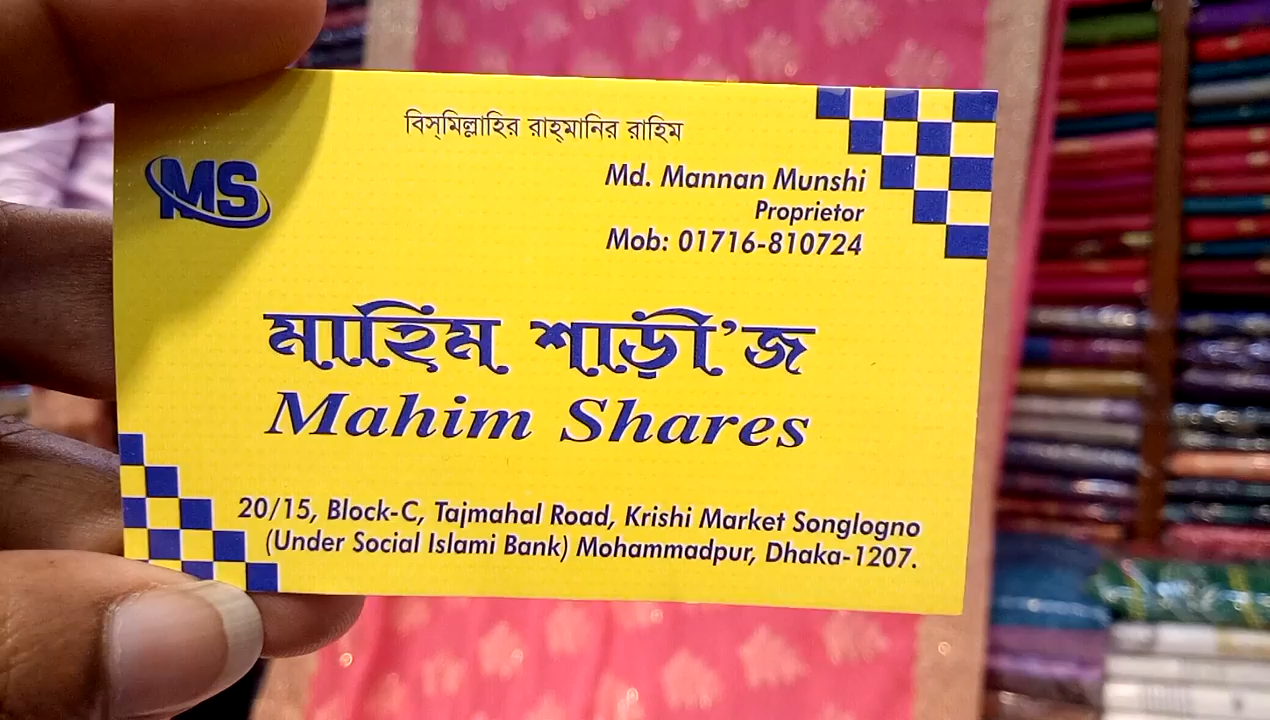 বিস্‌মিল্লাহির রাহ্‌মানির রাহিম
MS
Md. Mannan Munshi
Proprietor
Mob: 01716-810724
মাহিম শাড়ী’জ
Mahim Shares
20/15, Block-C, Tajmahal Road, Krishi Market Songlogno
(Under Social Islami Bank) Mohammadpur, Dhaka-1207.